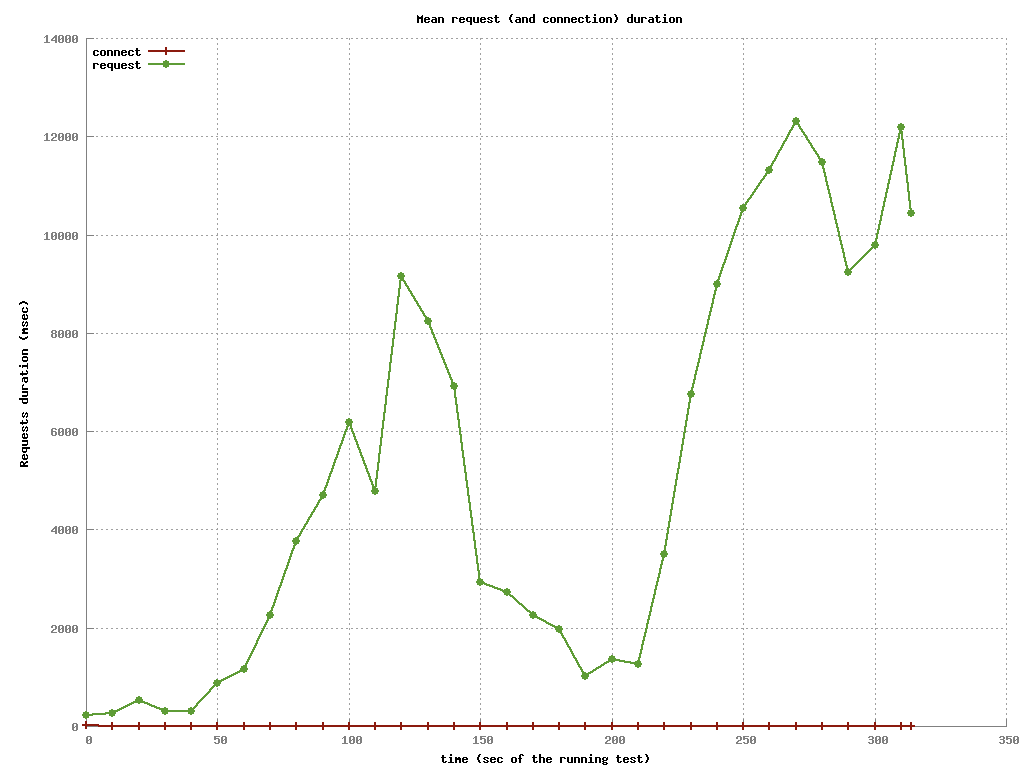 Mean request (and connection) duration
14000
connect
request
12000
10000
8000
6000
4000
2000
0
Requests duration (msec)
0 50 100 150 200 250 300 350
time (sec of the running test)